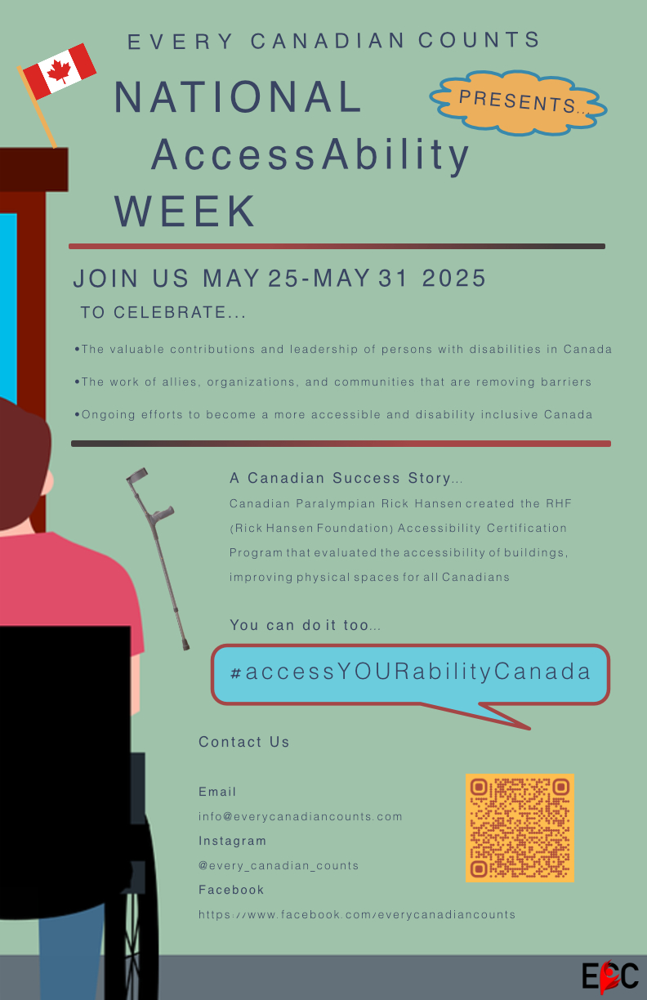 EVERY CANADIAN COUNTS
PRESENTS...
NATIONAL
AccessAbility
WEEK
JOIN US MAY 25-MAY 31 2025
TO CELEBRATE...
•The valuable contributions and leadership of persons with disabilities in Canada
•The work of allies, organizations, and communities that are removing barriers
•Ongoing efforts to become a more accessible and disability inclusive Canada
A Canadian Success Story...
Canadian Paralympian Rick Hansen created the RHF
(Rick Hansen Foundation) Accessibility Certification
Program that evaluated the accessibility of buildings,
improving physical spaces for all Canadians
You can do it too...
#accessYOURabilityCanada
Contact Us
Email
info@everycanadiancounts.com
Instagram
@every_canadian_counts
Facebook
https://www.facebook.com/everycanadiancounts
ECC